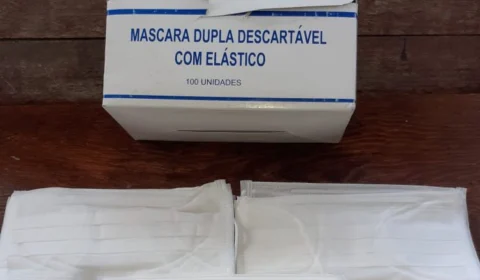 MASCARA DUPLA DESCARTÁVEL
COM ELÁSTICO
100 UNIDADES